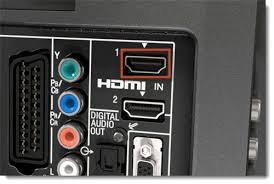 1
Y
PB/
CB
HDMI IN
PR/
CR
2
DIGITAL
AUDIO
OUT
L